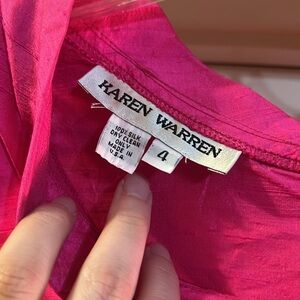 KAREN WARREN
100% SILK
DRY CLEAN
ONLY
MADE IN
U.S.A.
4